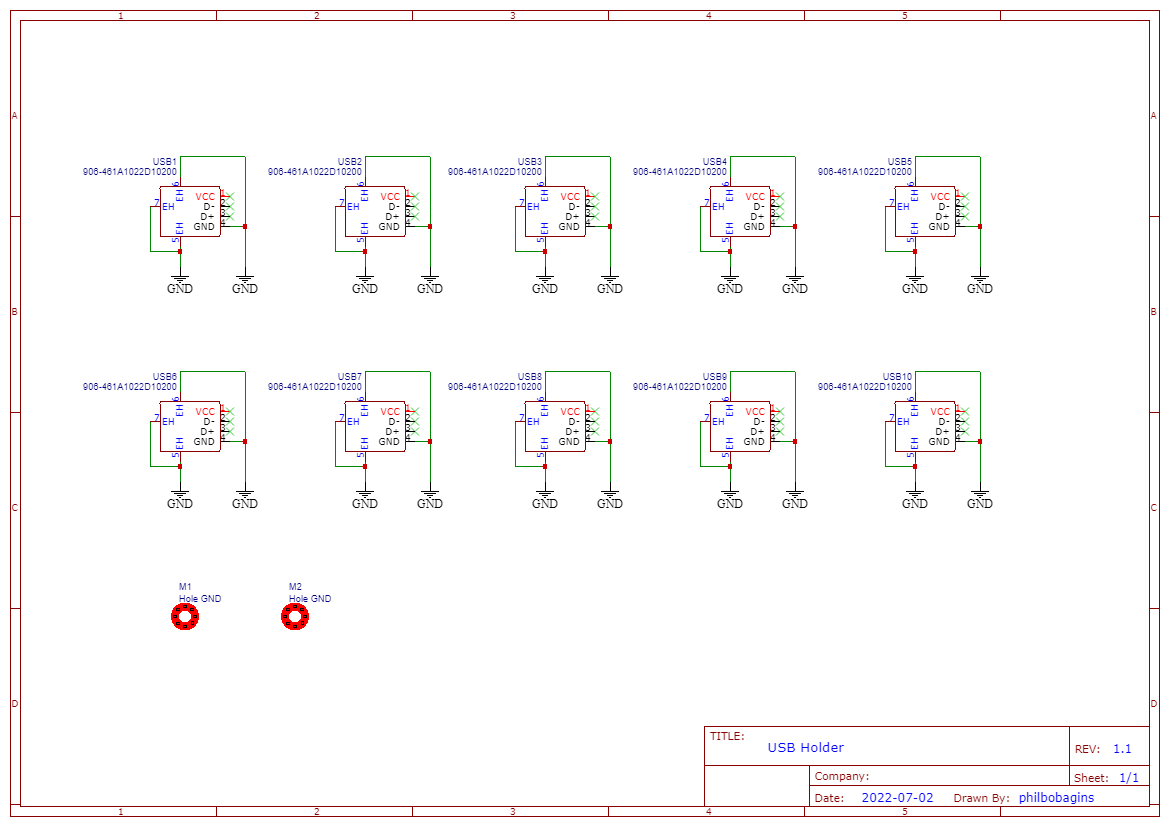 1 2 3 4 5
A A
USB1 USB2 USB3 USB4 USB5
906-461A1022D10200 906-461A1022D10200 906-461A1022D10200 906-461A1022D10200 906-461A1022D10200
6 6 6 6 6
EH VCC 1 EH VCC 1 EH VCC 1 EH VCC 1 EH VCC 1
7 EH D- 2 7 EH D- 2 7 EH D- 2 7 EH D- 2 7 EH D- 2
D+ 3 D+ 3 D+ 3 D+ 3 D+ 3
EH GND 4 EH GND 4 EH GND 4 EH GND 4 EH GND 4
5 5 5 5 5
GND GND GND GND GND GND GND GND GND GND
B B
USB6 USB7 USB8 USB9 USB10
906-461A1022D10200 906-461A1022D10200 906-461A1022D10200 906-461A1022D10200 906-461A1022D10200
6 6 6 6 6
EH VCC 1 EH VCC 1 EH VCC 1 EH VCC 1 EH VCC 1
7 EH D- 2 7 EH D- 2 7 EH D- 2 7 EH D- 2 7 EH D- 2
D+ 3 D+ 3 D+ 3 D+ 3 D+ 3
EH GND 4 EH GND 4 EH GND 4 EH GND 4 EH GND 4
5 5 5 5 5
GND GND GND GND GND GND GND GND GND GND
C C
M1 M2
Hole GND Hole GND
D D
TITLE:
USB Holder
REV: 1.1
Company:
Sheet: 1/1
Date: 2022-07-02 Drawn By: philbobagins
1 2 3 4 5